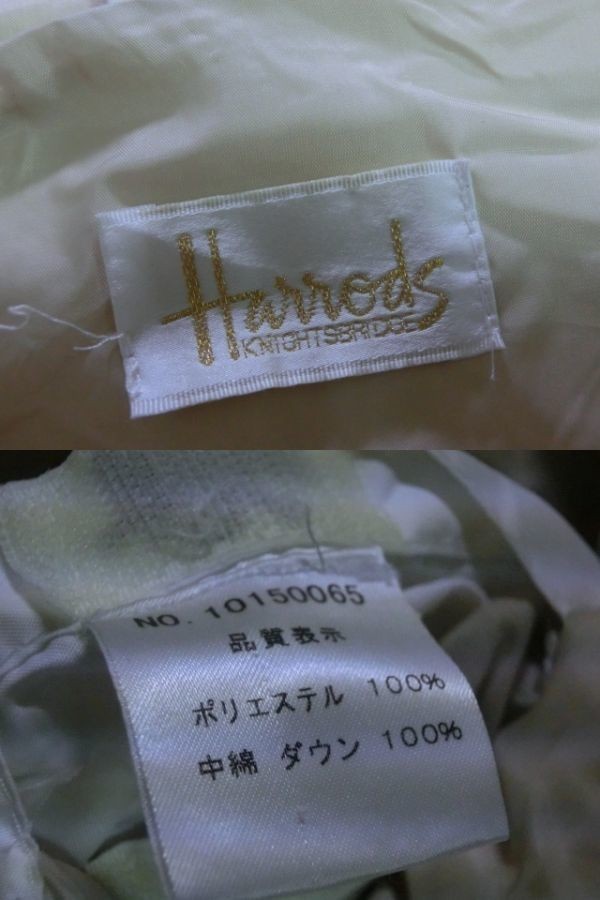 Harrods
KNIGHTSBRIDGE
NO. 10150065
品質表示
ポリエステル 100%
中綿 ダウン 100%